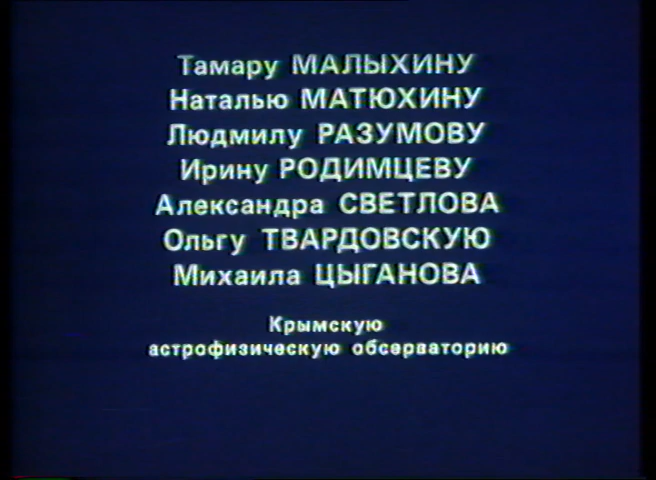 Тамару МАЛЫХИНУ
Наталью МАТЮХИНУ
Людмилу РАЗУМОВУ
Ирину РОДИМЦЕВУ
Александра СВЕТЛОВА
Ольгу ТВАРДОВСКУЮ
Михаила ЦЫГАНОВА
Крымскую
астрофизическую обсерваторию